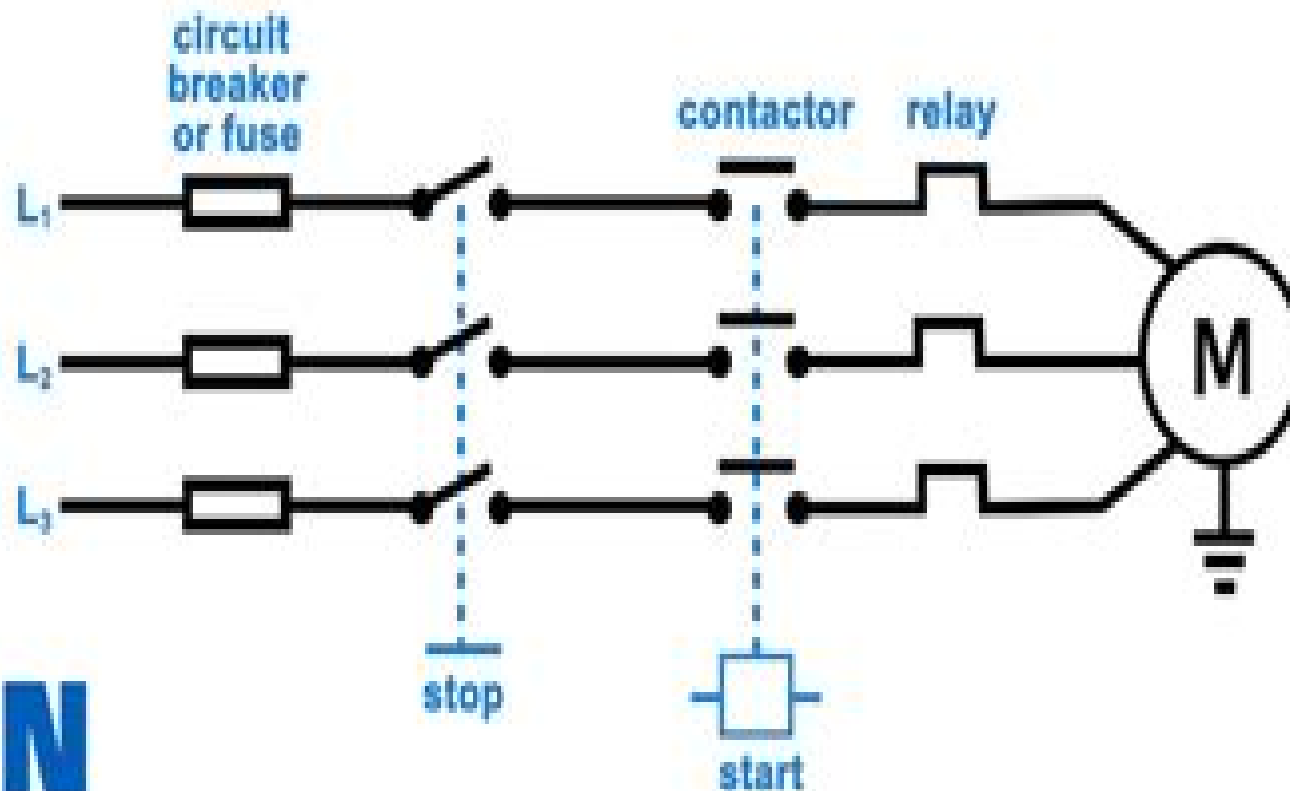 circuit
breaker
or fuse
contactor relay
L₁
L₂
L₃
M
stop
start
N